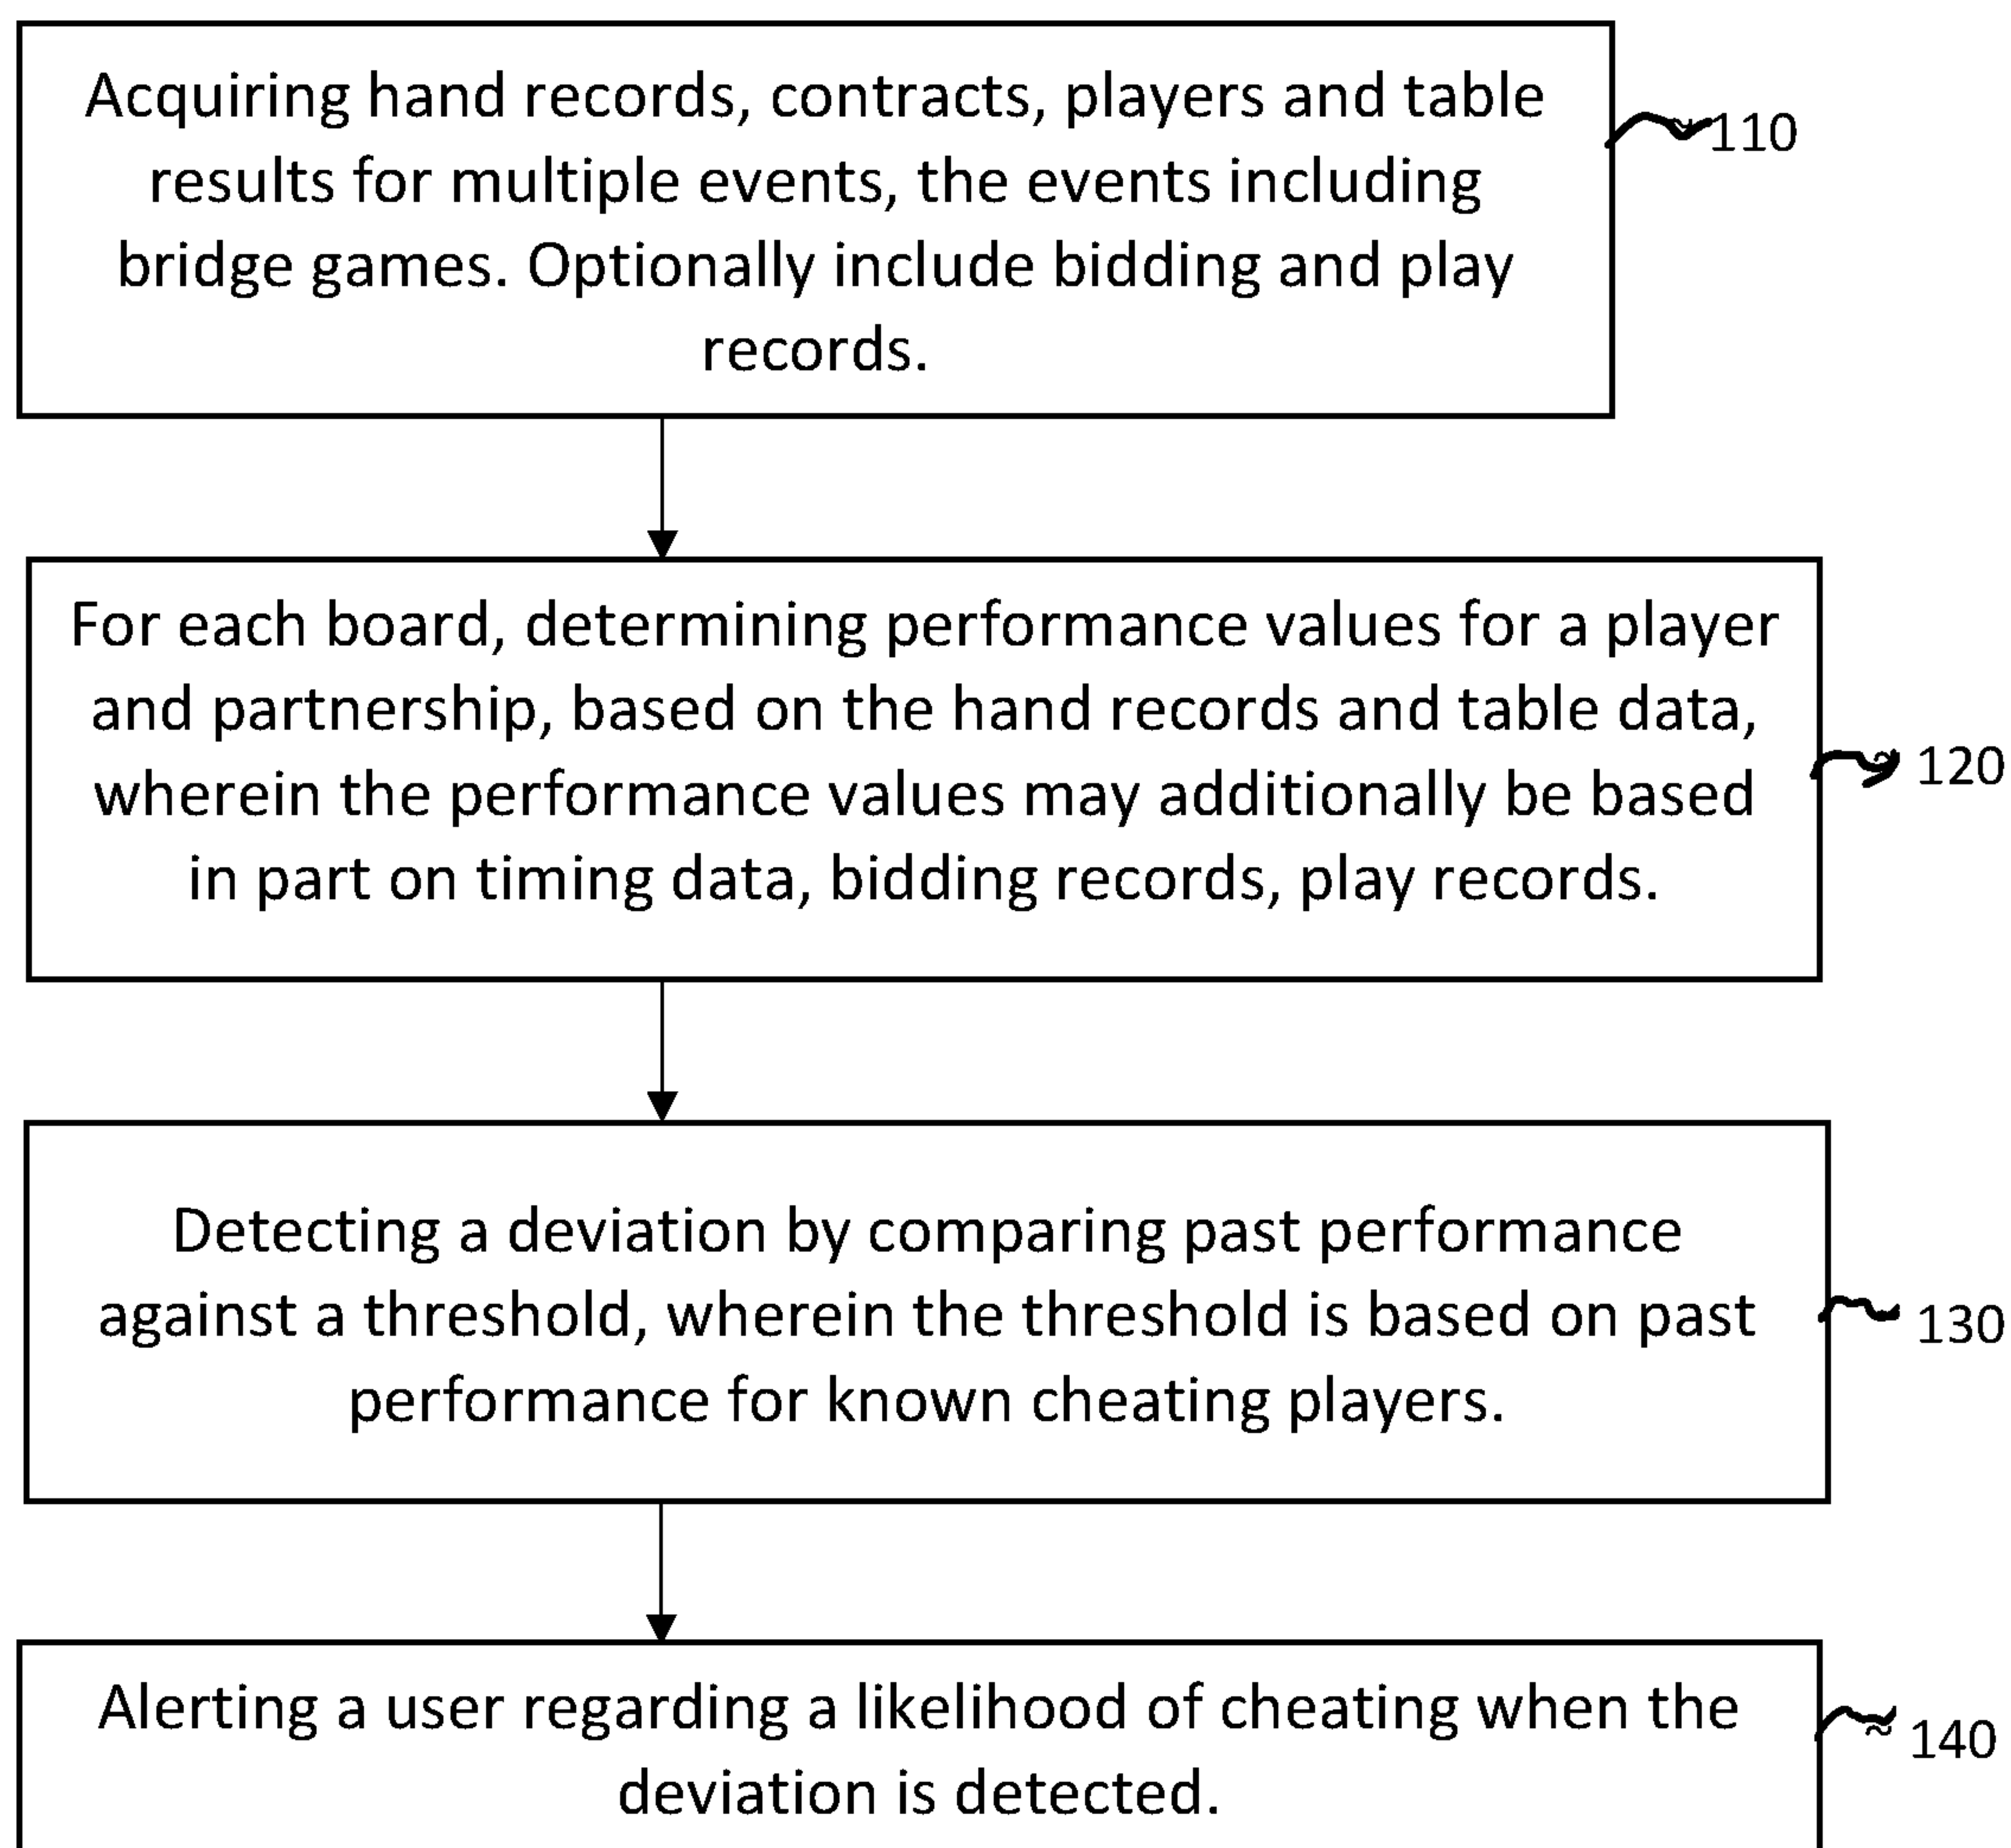 Acquiring hand records, contracts, players and table
results for multiple events, the events including
bridge games. Optionally include bidding and play
records.
110
For each board, determining performance values for a player
and partnership, based on the hand records and table data,
wherein the performance values may additionally be based
in part on timing data, bidding records, play records.
120
Detecting a deviation by comparing past performance
against a threshold, wherein the threshold is based on past
performance for known cheating players.
130
Alerting a user regarding a likelihood of cheating when the
deviation is detected.
140